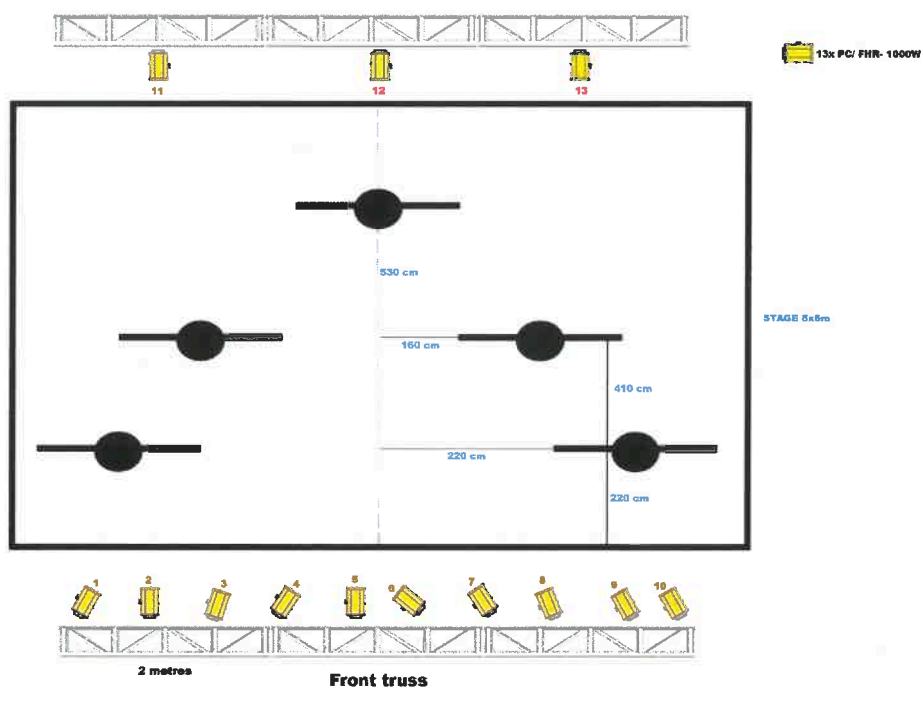 13x PC/ FHR- 1000W
11
12
13
530 cm
STAGE 8x6m
160 cm
410 cm
220 cm
220 cm
1
2
3
4
5
6
7
8
9
10
2 metres
Front truss